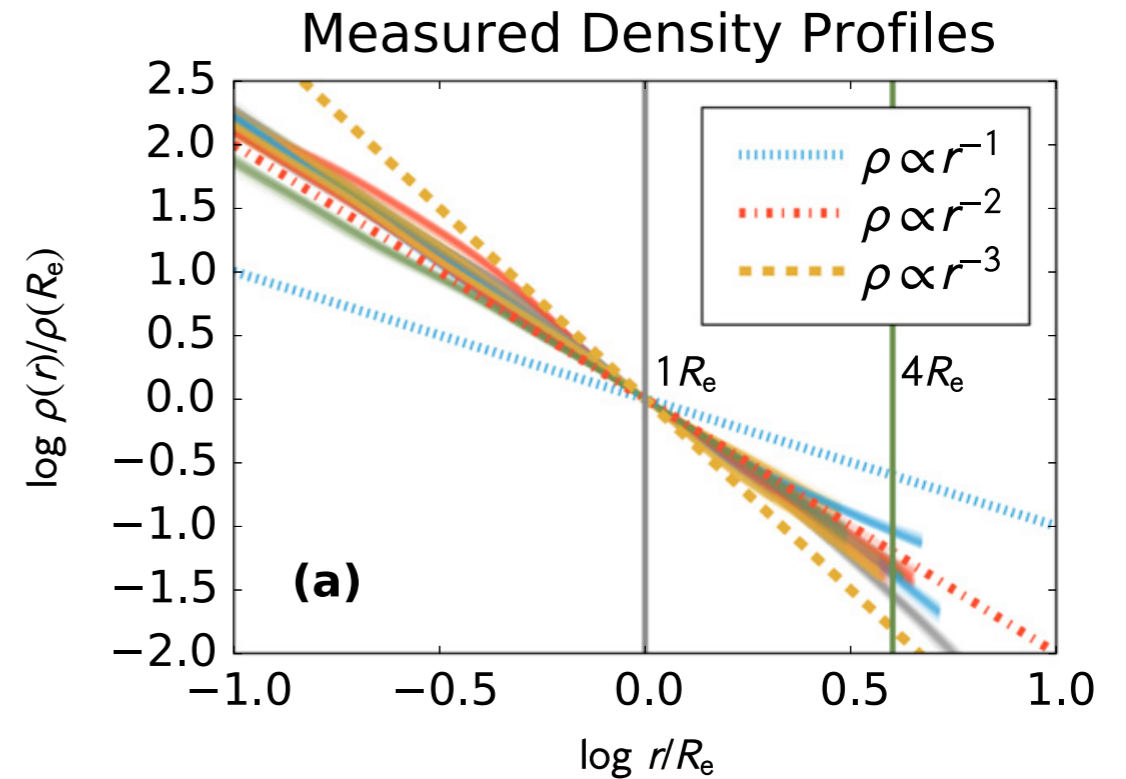 Measured Density Profiles
2.5
2.0
1.5
1.0
0.5
0.0
−0.5
−1.0
−1.5
−2.0
log ρ(r)/ρ(Rₑ)
ρ ∝ r⁻¹
ρ ∝ r⁻²
ρ ∝ r⁻³
1Rₑ
4Rₑ
(a)
−1.0 −0.5 0.0 0.5 1.0
log r/Rₑ